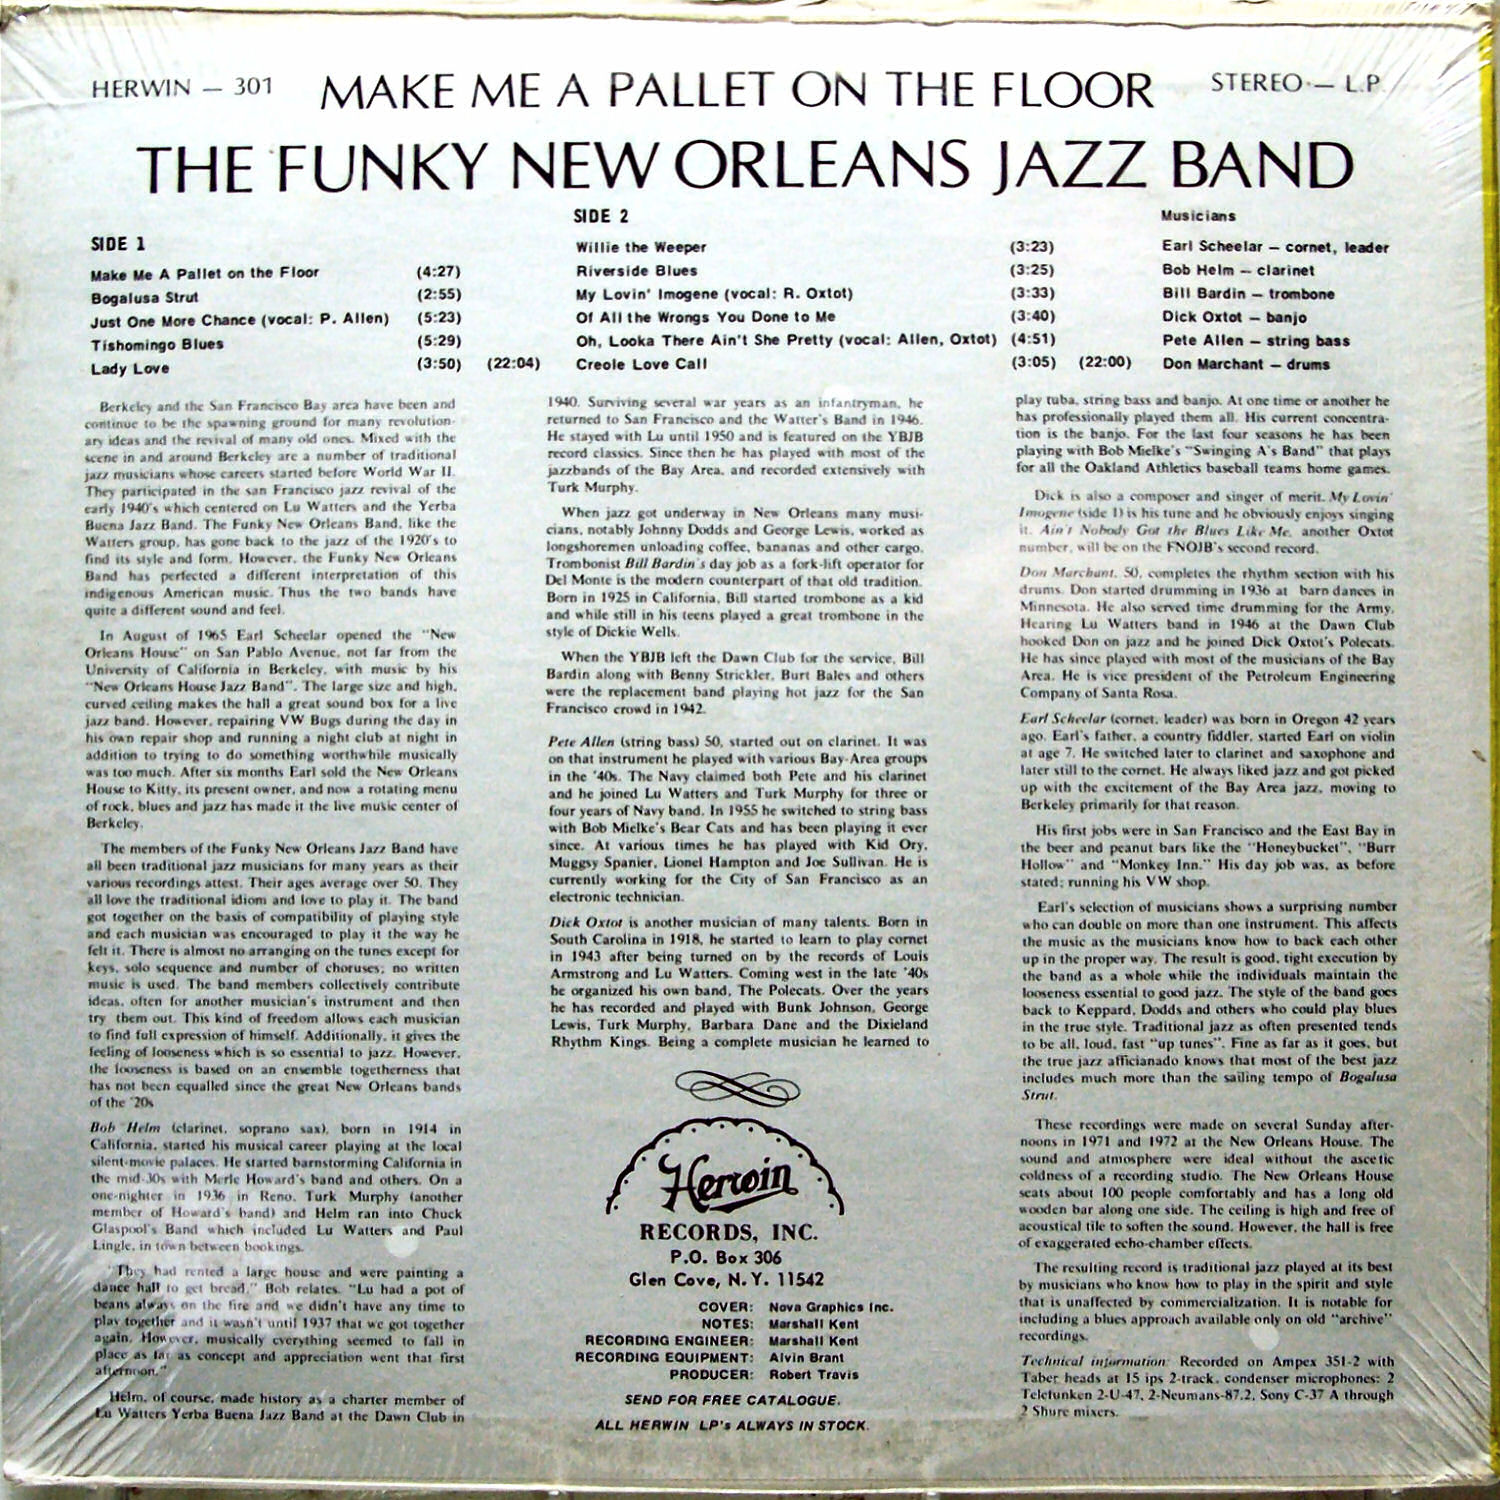 HERWIN — 301
MAKE ME A PALLET ON THE FLOOR
STEREO — L.P.
THE FUNKY NEW ORLEANS JAZZ BAND
SIDE 1
Make Me A Pallet on the Floor (4:27)
Bogalusa Strut (2:55)
Just One More Chance (vocal: P. Allen) (5:23)
Tishomingo Blues (5:29)
Lady Love (3:50) (22:04)
SIDE 2
Willie the Weeper (3:23)
Riverside Blues (3:25)
My Lovin' Imogene (vocal: R. Oxtot) (3:33)
Of All the Wrongs You Done to Me (3:40)
Oh, Looka There Ain't She Pretty (vocal: Allen, Oxtot) (4:51)
Creole Love Call (3:05) (22:00)
Musicians
Earl Scheelar — cornet, leader
Bob Helm — clarinet
Bill Bardin — trombone
Dick Oxtot — banjo
Pete Allen — string bass
Don Marchant — drums
Berkeley and the San Francisco Bay area have been and
continue to be the spawning ground for many revolution-
ary ideas and the revival of many old ones. Mixed with the
scene in and around Berkeley are a number of traditional
jazz musicians whose careers started before World War II.
They participated in the san Francisco jazz revival of the
early 1940's which centered on Lu Watters and the Yerba
Buena Jazz Band. The Funky New Orleans Band, like the
Watters group, has gone back to the jazz of the 1920's to
find its style and form. However, the Funky New Orleans
Band has perfected a different interpretation of this
indigenous American music. Thus the two bands have
quite a different sound and feel.
In August of 1965 Earl Scheelar opened the "New
Orleans House" on San Pablo Avenue, not far from the
University of California in Berkeley, with music by his
"New Orleans House Jazz Band". The large size and high,
curved ceiling makes the hall a great sound box for a live
jazz band. However, repairing VW Bugs during the day in
his own repair shop and running a night club at night in
addition to trying to do something worthwhile musically
was too much. After six months Earl sold the New Orleans
House to Kitty, its present owner, and now a rotating menu
of rock, blues and jazz has made it the live music center of
Berkeley.
The members of the Funky New Orleans Jazz Band have
all been traditional jazz musicians for many years as their
various recordings attest. Their ages average over 50. They
all love the traditional idiom and love to play it. The band
got together on the basis of compatibility of playing style
and each musician was encouraged to play it the way he
felt it. There is almost no arranging on the tunes except for
keys, solo sequence and number of choruses; no written
music is used. The band members collectively contribute
ideas, often for another musician's instrument and then
try them out. This kind of freedom allows each musician
to find full expression of himself. Additionally, it gives the
feeling of looseness which is so essential to jazz. However,
the looseness is based on an ensemble togetherness that
has not been equalled since the great New Orleans bands
of the '20s
Bob Helm (clarinet, soprano sax), born in 1914 in
California, started his musical career playing at the local
silent-movie palaces. He started barnstorming California in
the mid-30s with Merle Howard's band and others. On a
one-nighter in 1936 in Reno, Turk Murphy (another
member of Howard's band) and Helm ran into Chuck
Glaspool's Band which included Lu Watters and Paul
Lingle, in town between bookings.
"They had rented a large house and were painting a
dance hall to get bread," Bob relates. "Lu had a pot of
beans always on the fire and we didn't have any time to
play together and it wasn't until 1937 that we got together
again. However, musically everything seemed to fall in
place as far as concept and appreciation went that first
afternoon."
Helm, of course, made history as a charter member of
Lu Watters Yerba Buena Jazz Band at the Dawn Club in
1940. Surviving several war years as an infantryman, he
returned to San Francisco and the Watter's Band in 1946.
He stayed with Lu until 1950 and is featured on the YBJB
record classics. Since then he has played with most of the
jazzbands of the Bay Area, and recorded extensively with
Turk Murphy.
When jazz got underway in New Orleans many musi-
cians, notably Johnny Dodds and George Lewis, worked as
longshoremen unloading coffee, bananas and other cargo.
Trombonist Bill Bardin's day job as a fork-lift operator for
Del Monte is the modern counterpart of that old tradition.
Born in 1925 in California, Bill started trombone as a kid
and while still in his teens played a great trombone in the
style of Dickie Wells.
When the YBJB left the Dawn Club for the service, Bill
Bardin along with Benny Strickler, Burt Bales and others
were the replacement band playing hot jazz for the San
Francisco crowd in 1942.
Pete Allen (string bass) 50, started out on clarinet. It was
on that instrument he played with various Bay-Area groups
in the '40s. The Navy claimed both Pete and his clarinet
and he joined Lu Watters and Turk Murphy for three or
four years of Navy band. In 1955 he switched to string bass
with Bob Mielke's Bear Cats and has been playing it ever
since. At various times he has played with Kid Ory,
Muggsy Spanier, Lionel Hampton and Joe Sullivan. He is
currently working for the City of San Francisco as an
electronic technician.
Dick Oxtot is another musician of many talents. Born in
South Carolina in 1918, he started to learn to play cornet
in 1943 after being turned on by the records of Louis
Armstrong and Lu Watters. Coming west in the late '40s
he organized his own band, The Polecats. Over the years
he has recorded and played with Bunk Johnson, George
Lewis, Turk Murphy, Barbara Dane and the Dixieland
Rhythm Kings. Being a complete musician he learned to
Herwin
RECORDS, INC.
P.O. Box 306
Glen Cove, N.Y. 11542
COVER: Nova Graphics Inc.
NOTES: Marshall Kent
RECORDING ENGINEER: Marshall Kent
RECORDING EQUIPMENT: Alvin Brant
PRODUCER: Robert Travis
SEND FOR FREE CATALOGUE.
ALL HERWIN LP's ALWAYS IN STOCK.
play tuba, string bass and banjo. At one time or another he
has professionally played them all. His current concentra-
tion is the banjo. For the last four seasons he has been
playing with Bob Mielke's "Swinging A's Band" that plays
for all the Oakland Athletics baseball teams home games.
Dick is also a composer and singer of merit. My Lovin'
Imogene (side 1) is his tune and he obviously enjoys singing
it. Ain't Nobody Got the Blues Like Me, another Oxtot
number, will be on the FNOJB's second record.
Don Marchant, 50, completes the rhythm section with his
drums. Don started drumming in 1936 at barn dances in
Minnesota. He also served time drumming for the Army.
Hearing Lu Watters band in 1946 at the Dawn Club
hooked Don on jazz and he joined Dick Oxtot's Polecats.
He has since played with most of the musicians of the Bay
Area. He is vice president of the Petroleum Engineering
Company of Santa Rosa.
Earl Scheelar (cornet, leader) was born in Oregon 42 years
ago. Earl's father, a country fiddler, started Earl on violin
at age 7. He switched later to clarinet and saxophone and
later still to the cornet. He always liked jazz and got picked
up with the excitement of the Bay Area jazz, moving to
Berkeley primarily for that reason.
His first jobs were in San Francisco and the East Bay in
the beer and peanut bars like the "Honeybucket", "Burr
Hollow" and "Monkey Inn." His day job was, as before
stated; running his VW shop.
Earl's selection of musicians shows a surprising number
who can double on more than one instrument. This affects
the music as the musicians know how to back each other
up in the proper way. The result is good, tight execution by
the band as a whole while the individuals maintain the
looseness essential to good jazz. The style of the band goes
back to Keppard, Dodds and others who could play blues
in the true style. Traditional jazz as often presented tends
to be all, loud, fast "up tunes". Fine as far as it goes, but
the true jazz afficianado knows that most of the best jazz
includes much more than the sailing tempo of Bogalusa
Strut.
These recordings were made on several Sunday after-
noons in 1971 and 1972 at the New Orleans House. The
sound and atmosphere were ideal without the ascetic
coldness of a recording studio. The New Orleans House
seats about 100 people comfortably and has a long old
wooden bar along one side. The ceiling is high and free of
acoustical tile to soften the sound. However, the hall is free
of exaggerated echo-chamber effects.
The resulting record is traditional jazz played at its best
by musicians who know how to play in the spirit and style
that is unaffected by commercialization. It is notable for
including a blues approach available only on old "archive"
recordings.
Technical information: Recorded on Ampex 351-2 with
Taber heads at 15 ips 2-track, condenser microphones: 2
Telefunken 2-U-47, 2-Neumans-87.2, Sony C-37 A through
2 Shure mixers.